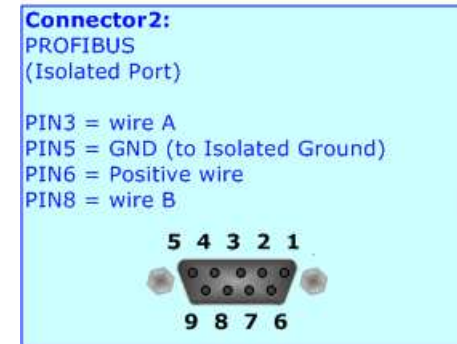 Connector2:
PROFIBUS
(Isolated Port)
PIN3 = wire A
PIN5 = GND (to Isolated Ground)
PIN6 = Positive wire
PIN8 = wire B
5 4 3 2 1
9 8 7 6